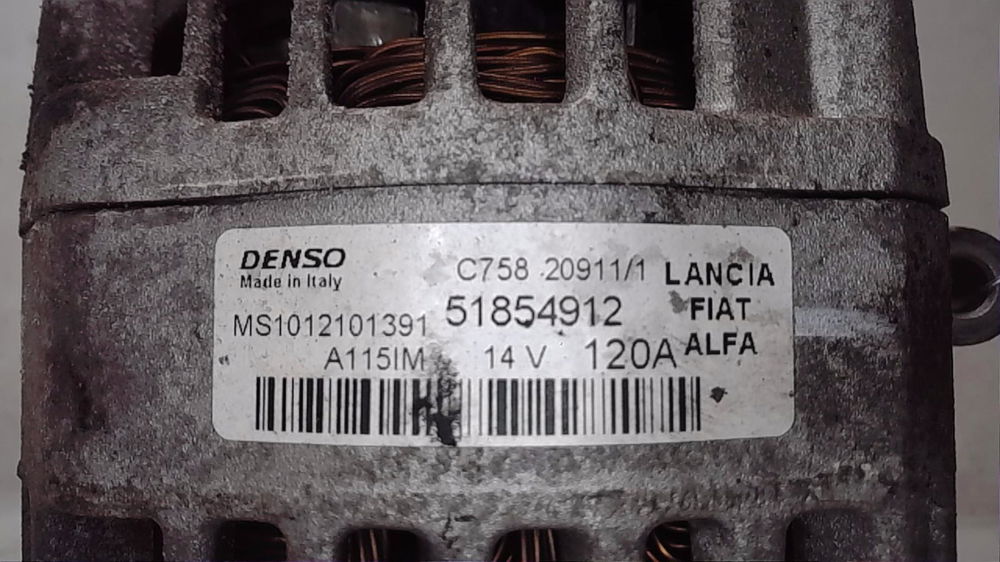 DENSO
Made in Italy
C758 20911/1
LANCIA
FIAT
ALFA
MS1012101391
51854912
A115IM
14 V
120A